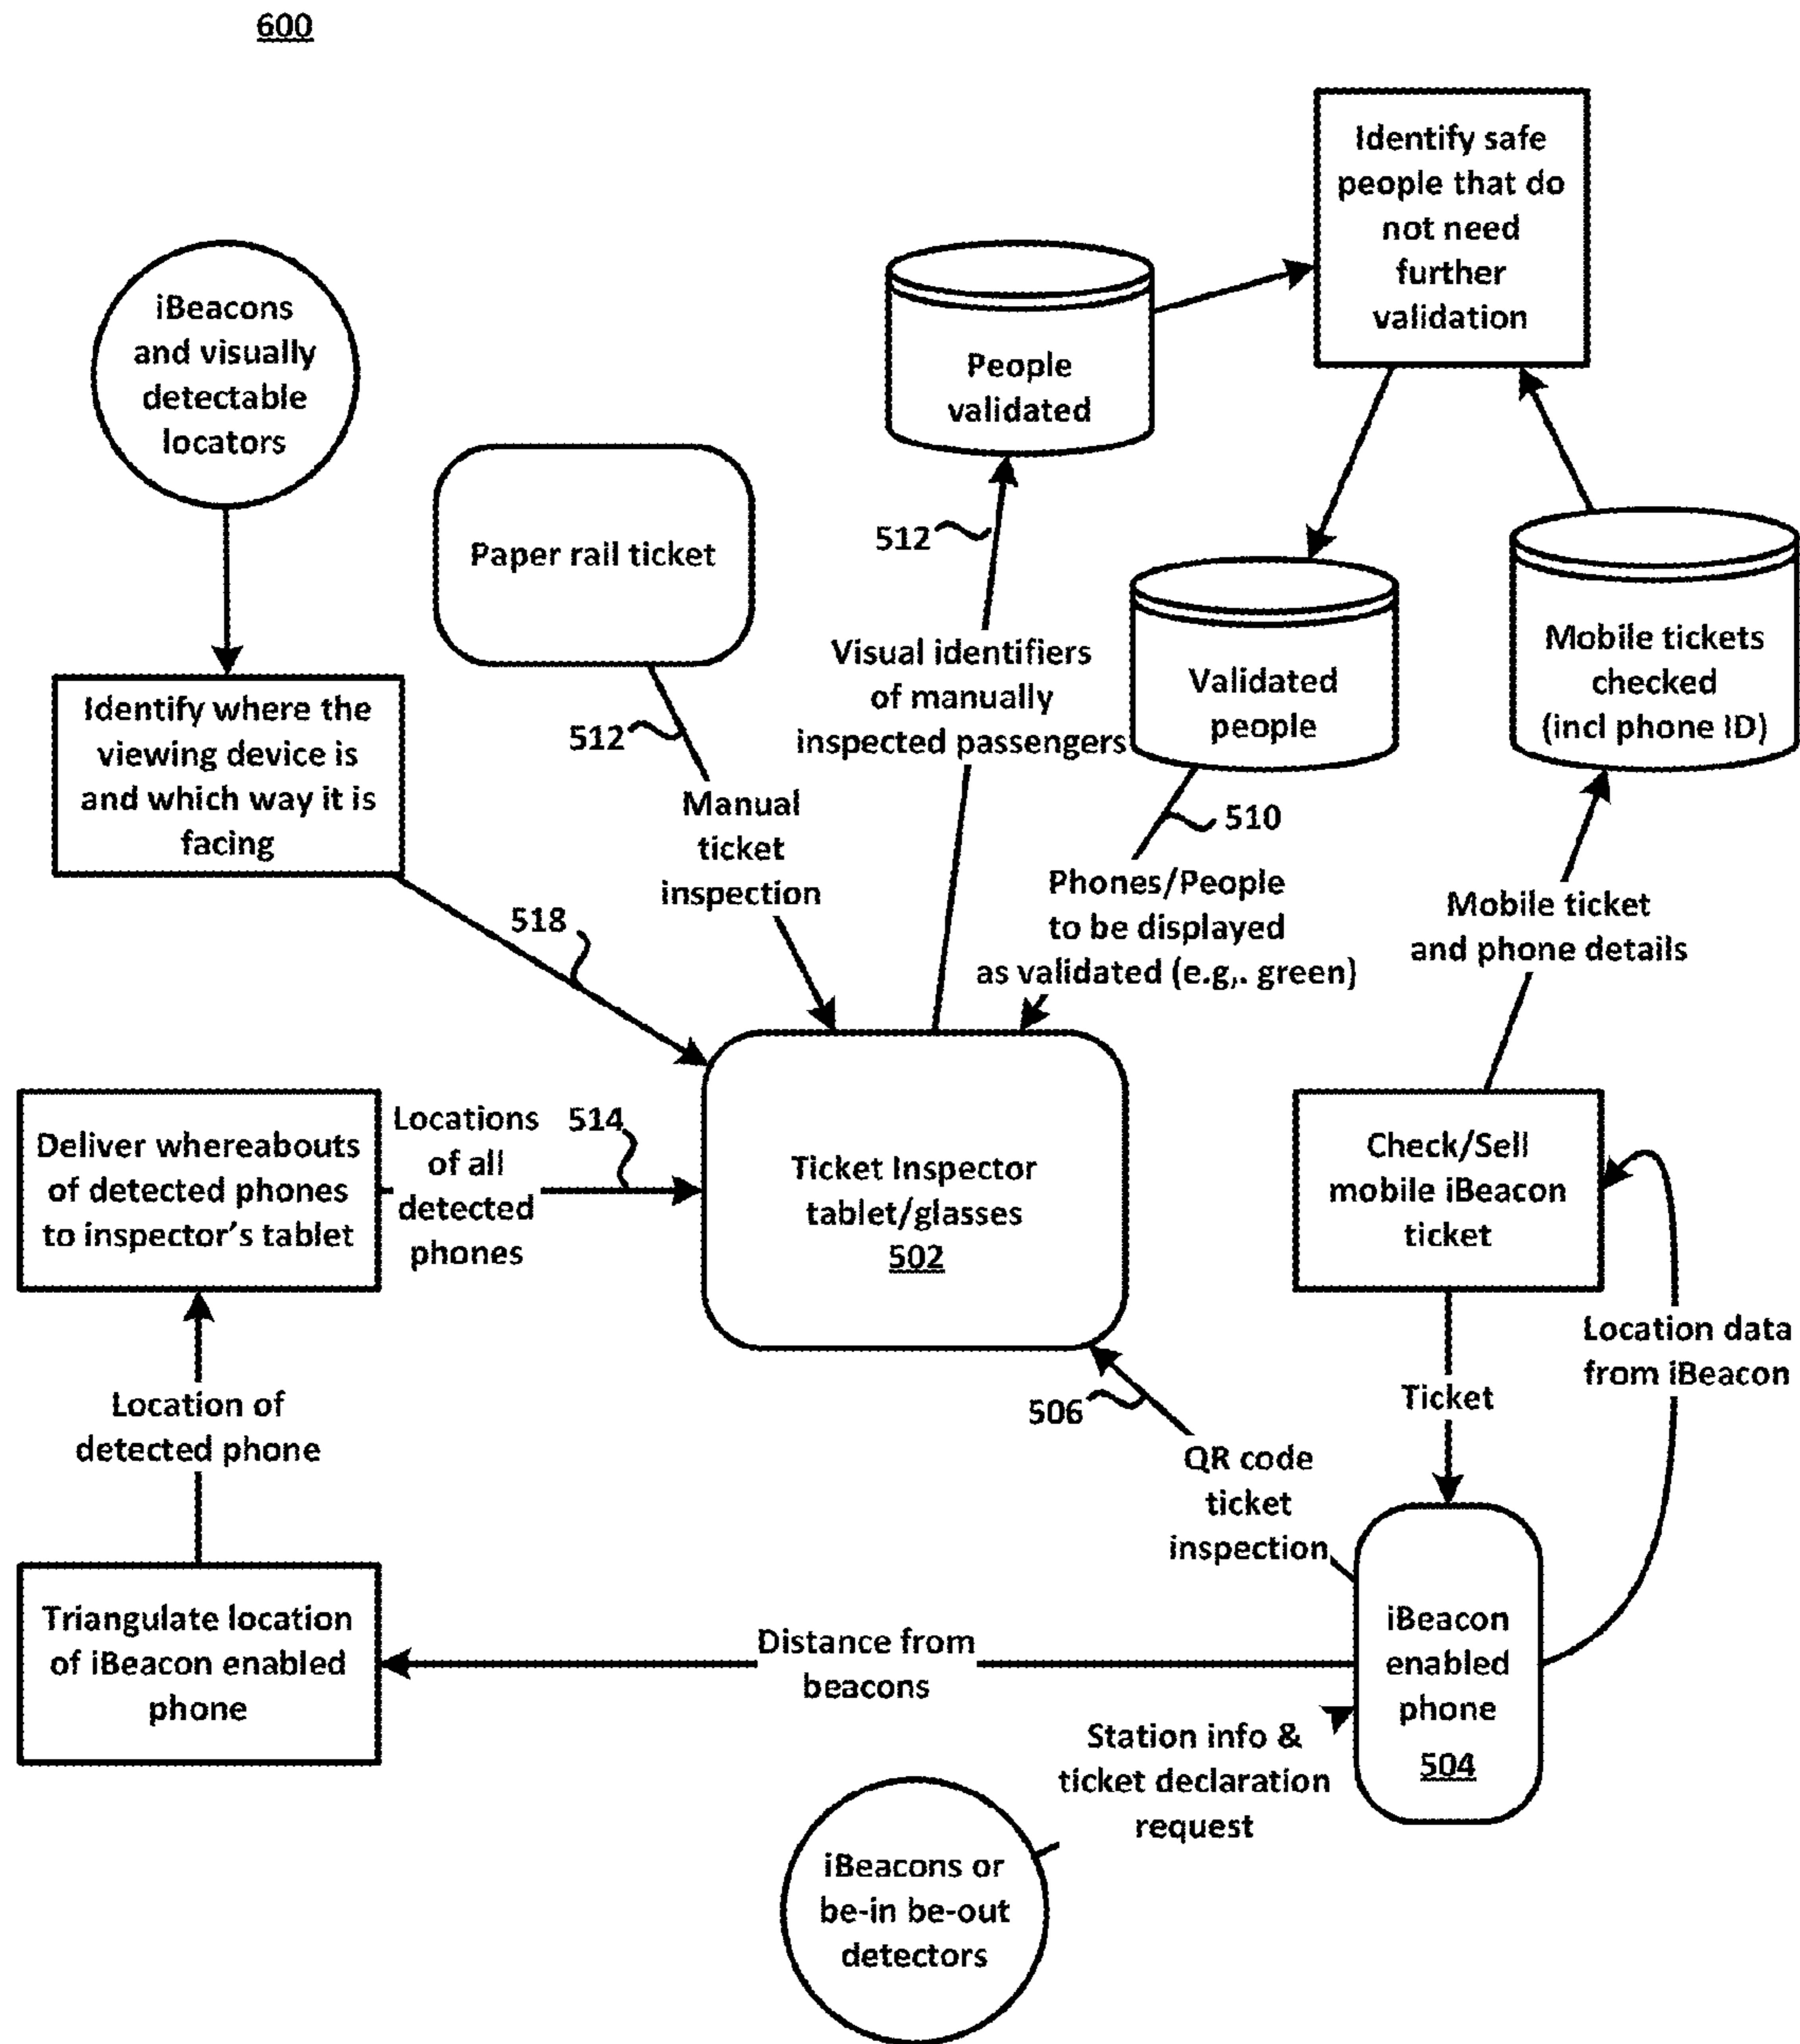 600
Identify safe
people that do
not need
further
validation
iBeacons
and visually
detectable
locators
People
validated
Paper rail ticket
512
Visual identifiers
of manually
inspected passengers
Validated
people
Mobile tickets
checked
(incl phone ID)
Identify where the
viewing device is
and which way it is
facing
512
Manual
ticket
inspection
510
Phones/People
to be displayed
as validated (e.g,. green)
Mobile ticket
and phone details
518
Deliver whereabouts
of detected phones
to inspector's tablet
Locations
of all
detected
phones
514
Ticket Inspector
tablet/glasses
502
Check/Sell
mobile iBeacon
ticket
Location data
from iBeacon
Ticket
Location of
detected phone
506
QR code
ticket
inspection
Triangulate location
of iBeacon enabled
phone
Distance from
beacons
iBeacon
enabled
phone
504
Station info &
ticket declaration
request
iBeacons or
be-in be-out
detectors